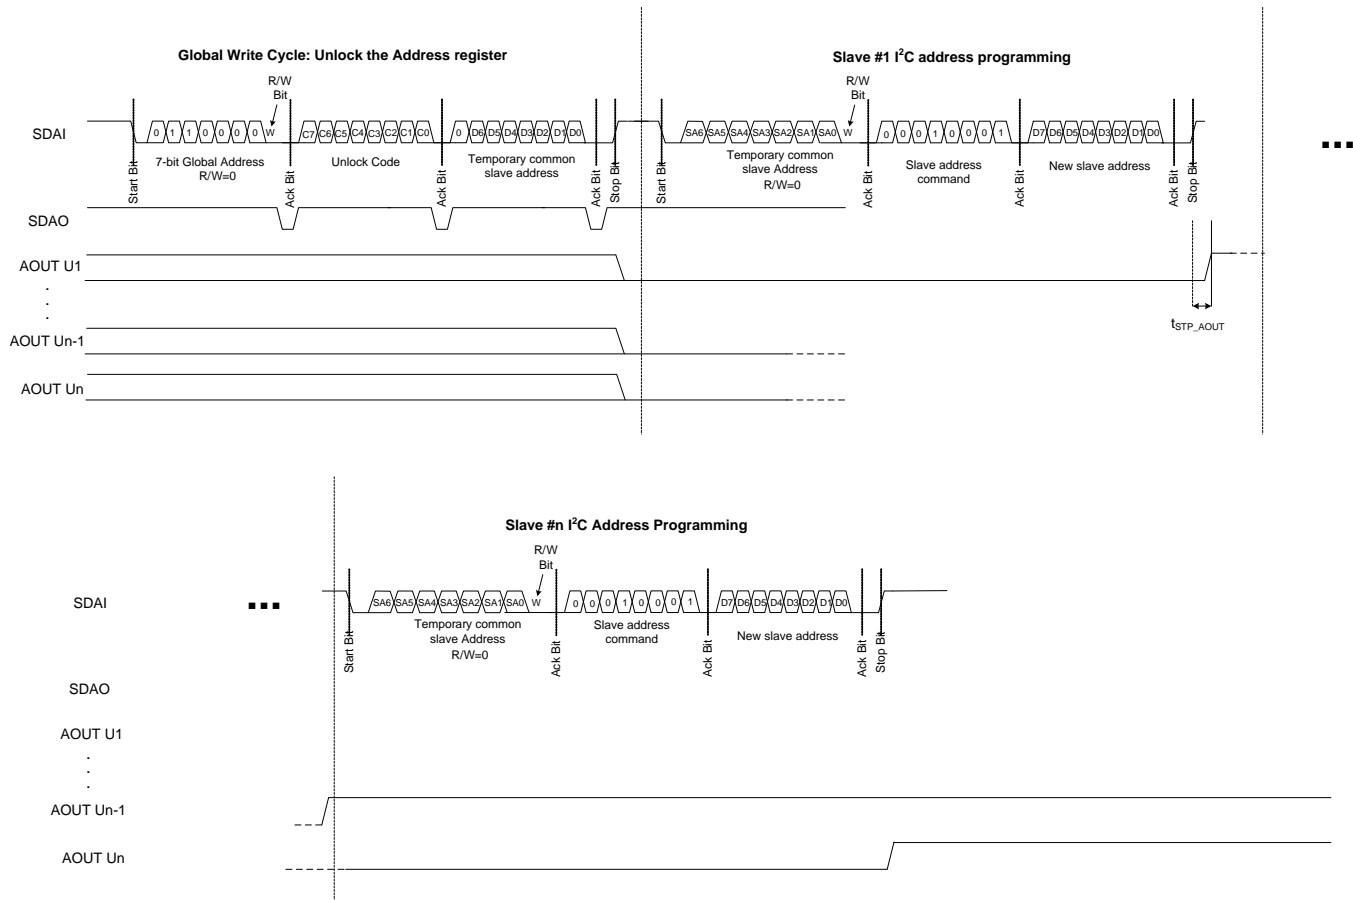 Global Write Cycle: Unlock the Address register
Slave #1 I²C address programming
R/W
Bit
R/W
Bit
SDAI
0 1 1 0 0 0 0 W
C7 C6 C5 C4 C3 C2 C1 C0
0 D6 D5 D4 D3 D2 D1 D0
SA6 SA5 SA4 SA3 SA2 SA1 SA0 W
0 0 0 1 0 0 0 1
D7 D6 D5 D4 D3 D2 D1 D0
...
Start Bit
7-bit Global Address
R/W=0
Ack Bit
Unlock Code
Ack Bit
Temporary common
slave address
Ack Bit
Stop Bit
Start Bit
Temporary common
slave Address
R/W=0
Ack Bit
Slave address
command
Ack Bit
New slave address
Ack Bit
Stop Bit
SDAO
AOUT U1
.
.
.
tSTP_AOUT
AOUT Un-1
AOUT Un
Slave #n I²C Address Programming
R/W
Bit
SDAI
...
SA6 SA5 SA4 SA3 SA2 SA1 SA0 W
0 0 0 1 0 0 0 1
D7 D6 D5 D4 D3 D2 D1 D0
Start Bit
Temporary common
slave Address
R/W=0
Ack Bit
Slave address
command
Ack Bit
New slave address
Ack Bit
Stop Bit
SDAO
AOUT U1
.
.
.
AOUT Un-1
AOUT Un